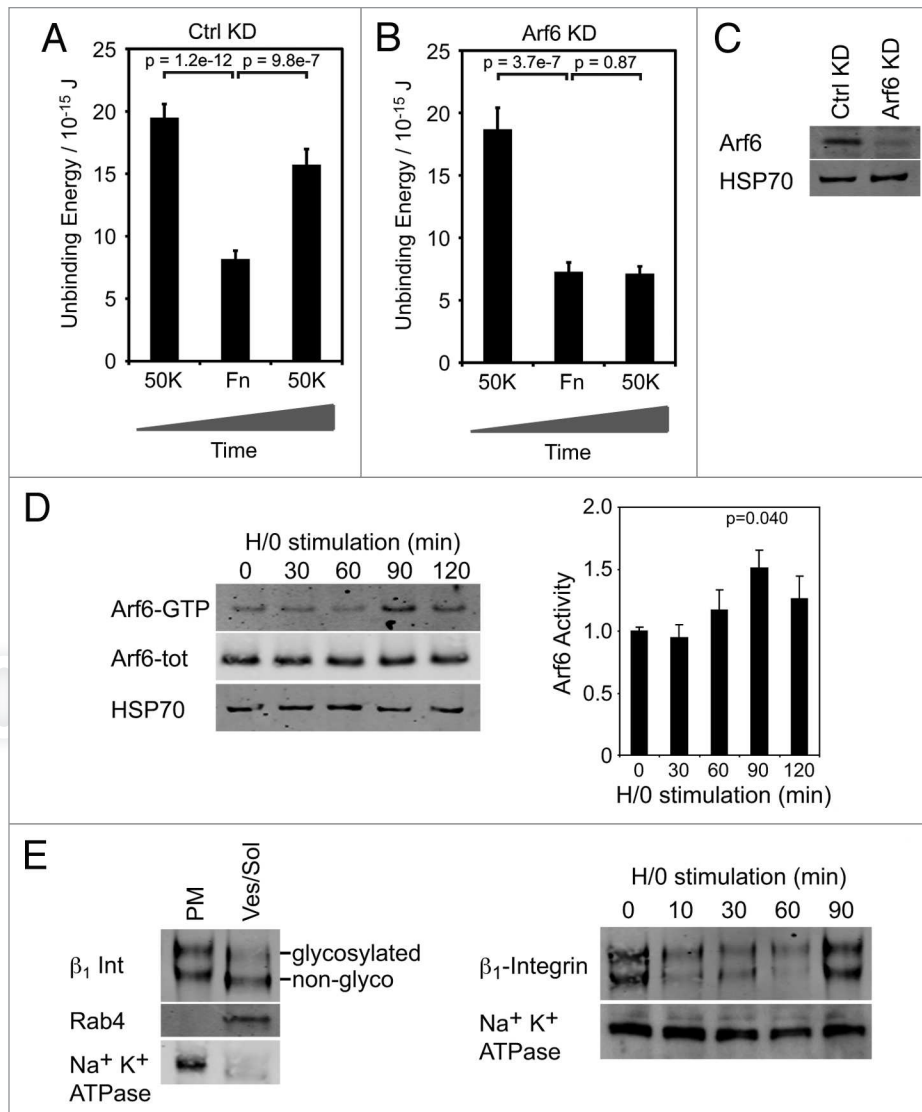 A
Ctrl KD
p = 1.2e-12 p = 9.8e-7
Unbinding Energy / 10⁻¹⁵ J
25
20
15
10
5
0
50K Fn 50K
Time
B
Arf6 KD
p = 3.7e-7 p = 0.87
Unbinding Energy / 10⁻¹⁵ J
25
20
15
10
5
0
50K Fn 50K
Time
C
Ctrl KD
Arf6 KD
Arf6
HSP70
D
H/0 stimulation (min)
0 30 60 90 120
Arf6-GTP
Arf6-tot
HSP70
p=0.040
Arf6 Activity
2.0
1.5
1.0
0.5
0
0 30 60 90 120
H/0 stimulation (min)
E
PM
Ves/Sol
β₁ Int
glycosylated
non-glyco
Rab4
Na⁺ K⁺
ATPase
H/0 stimulation (min)
0 10 30 60 90
β₁-Integrin
Na⁺ K⁺
ATPase